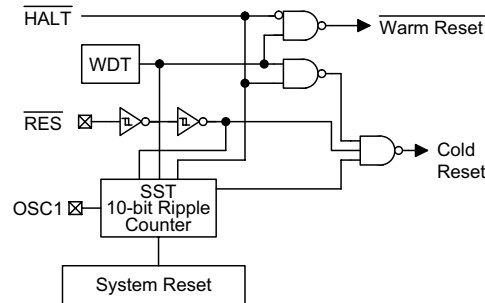 HALT
Warm Reset
WDT
RES
Cold
Reset
SST
10-bit Ripple
Counter
OSC1
System Reset